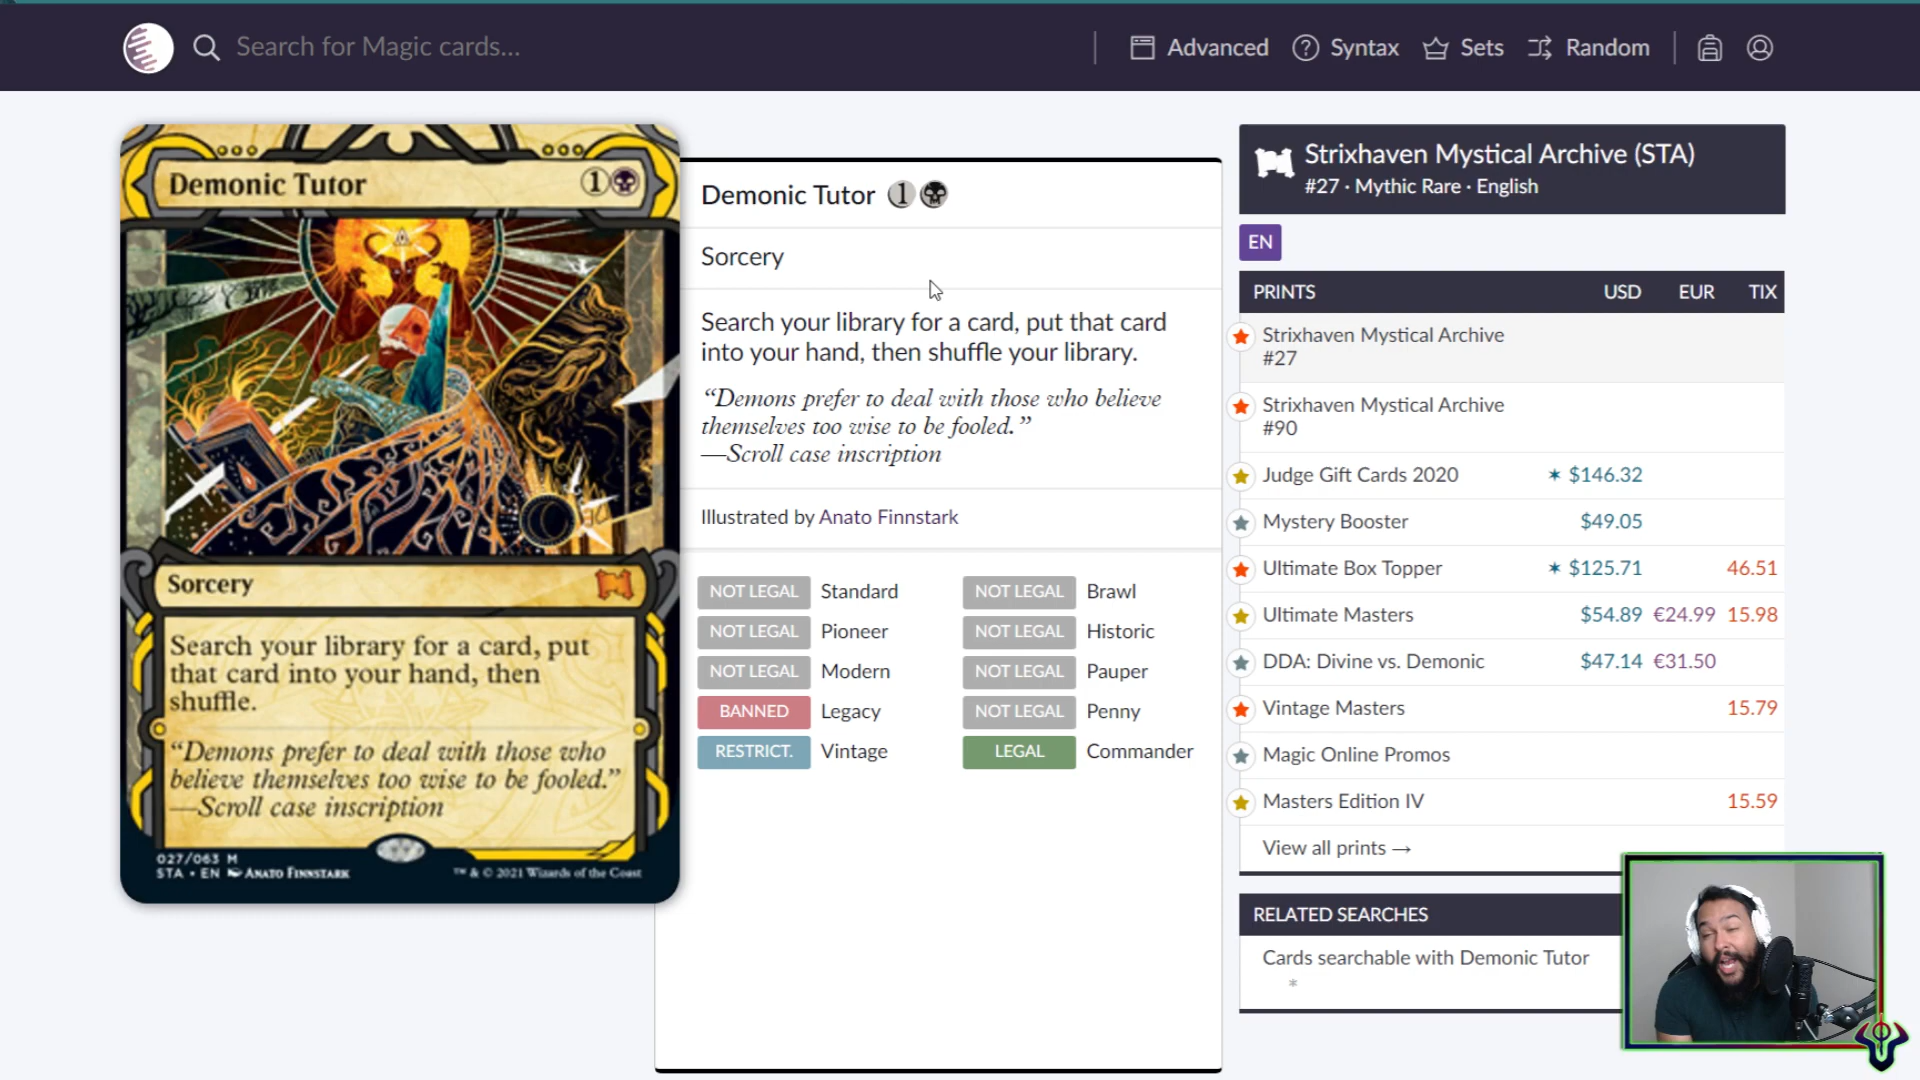 Search for Magic cards...
Advanced
Syntax
Sets
Random
Demonic Tutor 1
Sorcery
Search your library for a card, put
that card into your hand, then
shuffle.
“Demons prefer to deal with those who
believe themselves too wise to be fooled.”
—Scroll case inscription
027/063 M
STA • EN ANATO FINNSTARK
™ & © 2021 Wizards of the Coast
Demonic Tutor 1
Sorcery
Search your library for a card, put that card
into your hand, then shuffle your library.
“Demons prefer to deal with those who believe
themselves too wise to be fooled.”
—Scroll case inscription
Illustrated by Anato Finnstark
NOT LEGAL Standard NOT LEGAL Brawl
NOT LEGAL Pioneer NOT LEGAL Historic
NOT LEGAL Modern NOT LEGAL Pauper
BANNED Legacy NOT LEGAL Penny
RESTRICT. Vintage LEGAL Commander
Strixhaven Mystical Archive (STA)
#27 · Mythic Rare · English
EN
PRINTS USD EUR TIX
Strixhaven Mystical Archive
#27
Strixhaven Mystical Archive
#90
Judge Gift Cards 2020 ✶ $146.32
Mystery Booster $49.05
Ultimate Box Topper ✶ $125.71 46.51
Ultimate Masters $54.89 €24.99 15.98
DDA: Divine vs. Demonic $47.14 €31.50
Vintage Masters 15.79
Magic Online Promos
Masters Edition IV 15.59
View all prints →
RELATED SEARCHES
Cards searchable with Demonic Tutor
*